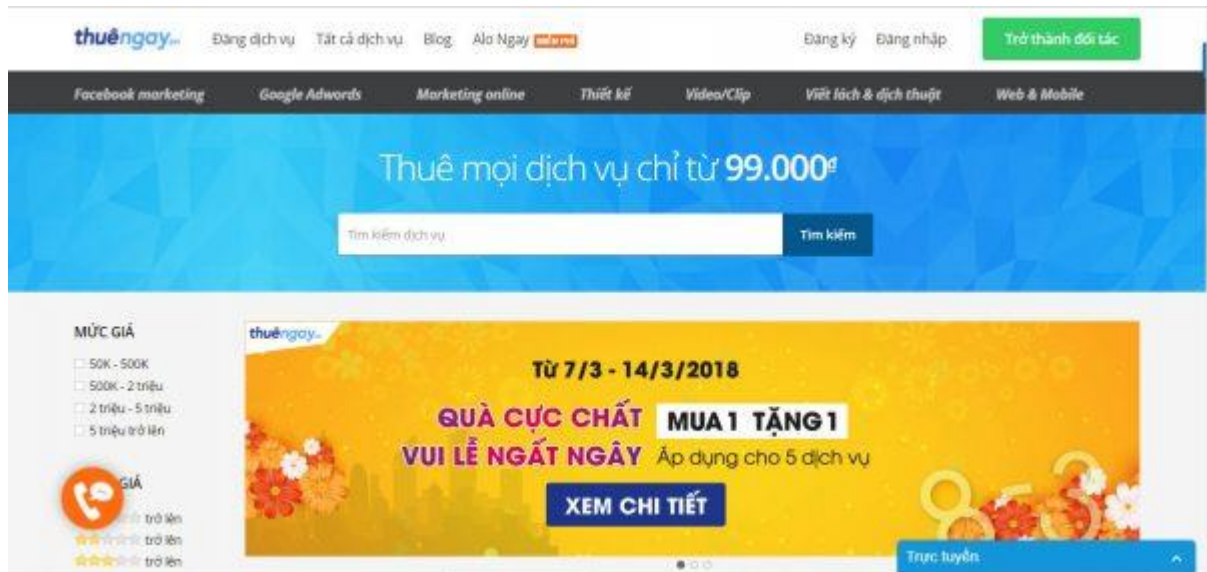 thuêngay
Đăng dịch vụ Tất cả dịch vụ Blog Alo Ngay
Đăng ký Đăng nhập Trở thành đối tác
Facebook marketing Google Adwords Marketing online Thiết kế Video/Clip Viết lách & dịch thuật Web & Mobile
Thuê mọi dịch vụ chỉ từ 99.000đ
Tìm kiếm dịch vụ Tìm kiếm
MỨC GIÁ
50K - 500K
500K - 2 triệu
2 triệu - 5 triệu
5 triệu trở lên
GIÁ
trở lên
trở lên
trở lên
thuêngay
Từ 7/3 - 14/3/2018
QUÀ CỰC CHẤT MUA 1 TẶNG 1
VUI LỄ NGẤT NGÂY Áp dụng cho 5 dịch vụ
XEM CHI TIẾT
8 5 3
Trực tuyến